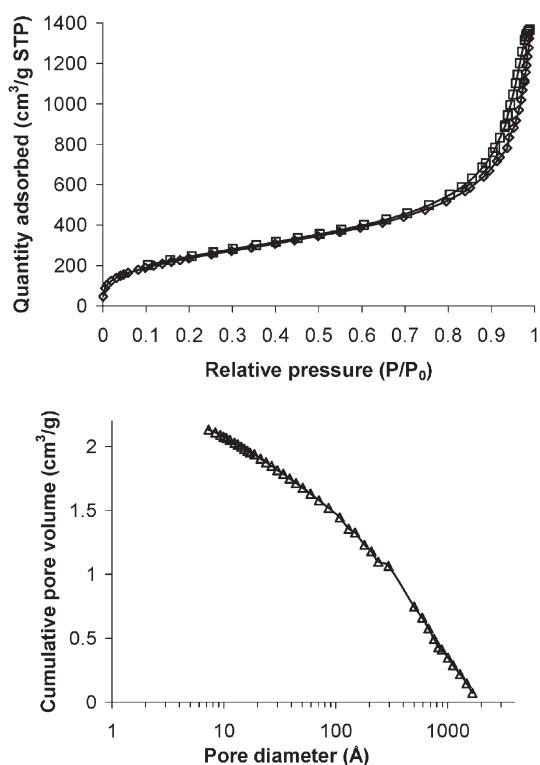 Quantity adsorbed (cm³/g STP)
1400
1200
1000
800
600
400
200
0
0 0.1 0.2 0.3 0.4 0.5 0.6 0.7 0.8 0.9 1
Relative pressure (P/P₀)
Cumulative pore volume (cm³/g)
2
1.5
1
0.5
0
1 10 100 1000
Pore diameter (Å)